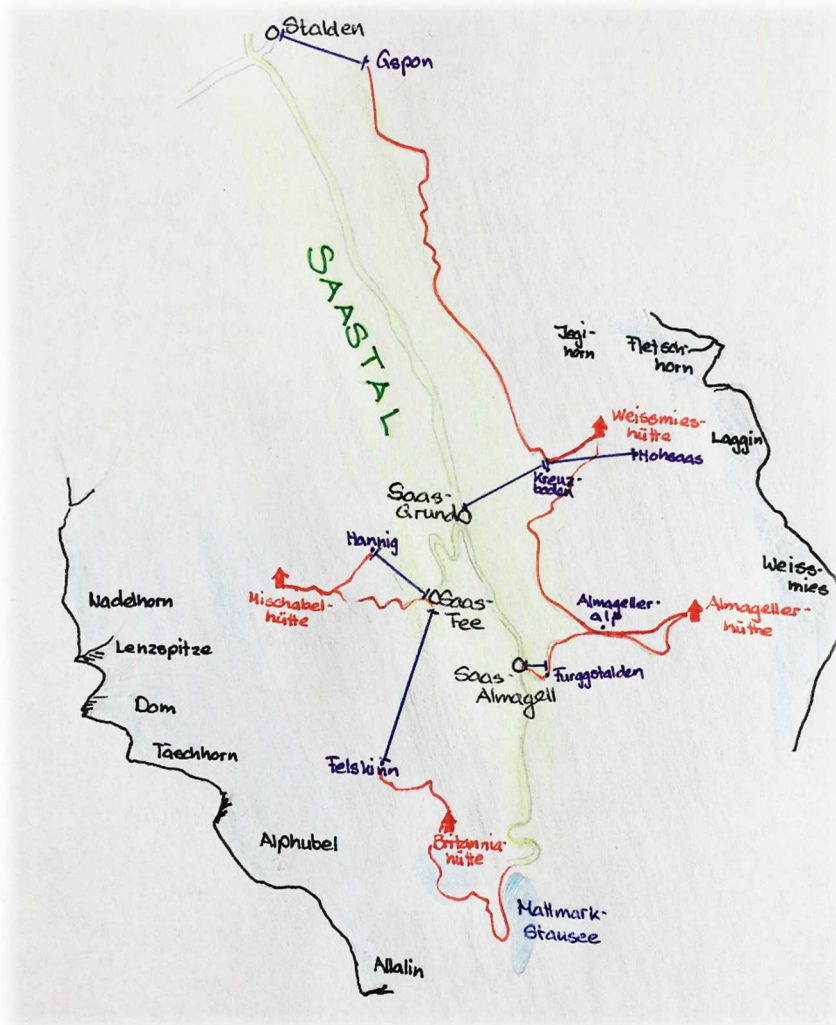 Stalden
Gspon
SAASTAL
Jegi-
horn
Fletsch-
horn
Weissmies-
hütte
Laggin
Hohsaas
Kreuz-
boden
Saas-
Grund
Hannig
Weiss-
mies
Mischabel-
hütte
Saas-
Fee
Almageller-
alp
Almageller-
hütte
Nadelhorn
Lenzspitze
Dom
Taeschhorn
Saas-
Almagell
Furggstalden
Felskinn
Alphubel
Britannia-
hütte
Mattmark-
Stausee
Allalin